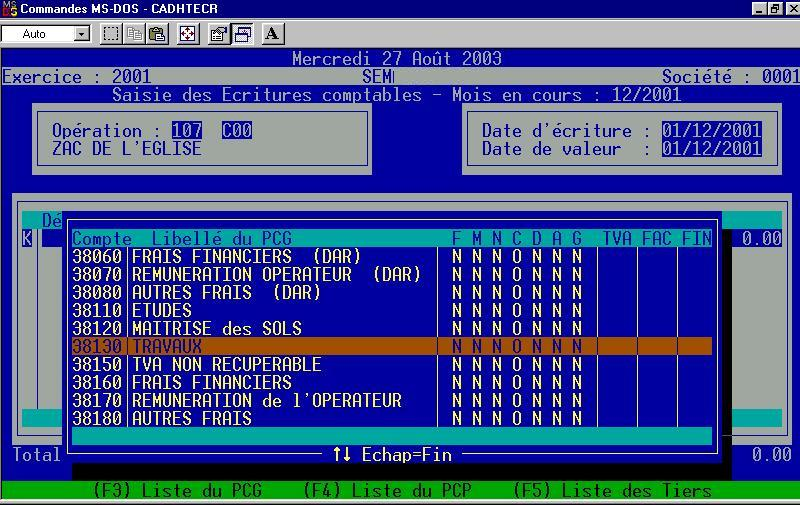 Commandes MS-DOS - CADHTECR
Auto
A
Mercredi 27 Août 2003
Exercice : 2001 SEM Société : 0001
Saisie des Ecritures comptables - Mois en cours : 12/2001
Opération : 107 C00
ZAC DE L'EGLISE
Date d'écriture : 01/12/2001
Date de valeur : 01/12/2001
Dé
K 0.00
Compte Libellé du PCG F M N C D A G TVA FAC FIN
38060 FRAIS FINANCIERS (DAR) N N N O N N N
38070 REMUNERATION OPERATEUR (DAR) N N N O N N N
38080 AUTRES FRAIS (DAR) N N N O N N N
38110 ETUDES N N N O N N N
38120 MAITRISE des SOLS N N N O N N N
38130 TRAVAUX N N N O N N N
38150 TVA NON RECUPERABLE N N N O N N N
38160 FRAIS FINANCIERS N N N O N N N
38170 REMUNERATION de l'OPERATEUR N N N O N N N
38180 AUTRES FRAIS N N N O N N N
↑↓ Echap=Fin
Total 0.00
(F3) Liste du PCG (F4) Liste du PCP (F5) Liste des Tiers